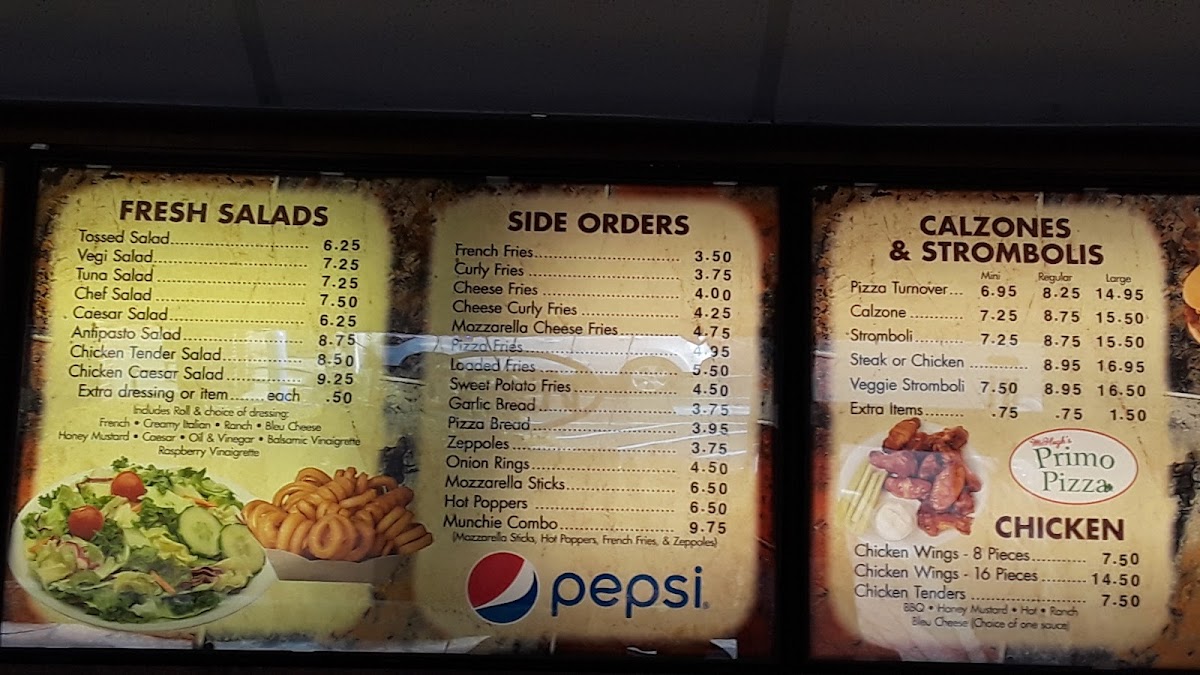 FRESH SALADS
Tossed Salad.................................. 6.25
Vegi Salad...................................... 7.25
Tuna Salad ..................................... 7.25
Chef Salad ..................................... 7.50
Caesar Salad.................................. 6.25
Antipasto Salad .............................. 8.75
Chicken Tender Salad..................... 8.50
Chicken Caesar Salad.................... 9.25
Extra dressing or item.........each .50
Includes Roll & choice of dressing:
French • Creamy Italian • Ranch • Bleu Cheese
Honey Mustard • Caesar • Oil & Vinegar • Balsamic Vinaigrette
Raspberry Vinaigrette
SIDE ORDERS
French Fries................................... 3.50
Curly Fries .................................... 3.75
Cheese Fries ................................. 4.00
Cheese Curly Fries ........................ 4.25
Mozzarella Cheese Fries................ 4.75
Pizza Fries ..................................... 4.95
Loaded Fries ................................. 5.50
Sweet Potato Fries ......................... 4.50
Garlic Bread .................................. 3.75
Pizza Bread ................................... 3.95
Zeppoles ....................................... 3.75
Onion Rings................................... 4.50
Mozzarella Sticks........................... 6.50
Hot Poppers .................................. 6.50
Munchie Combo............................ 9.75
(Mozzarella Sticks, Hot Poppers, French Fries, & Zeppoles)
pepsi
CALZONES
& STROMBOLIS
Mini Regular Large
Pizza Turnover.... 6.95 8.25 14.95
Calzone ............. 7.25 8.75 15.50
Stromboli ........... 7.25 8.75 15.50
Steak or Chicken ............. 8.95 16.95
Veggie Stromboli 7.50 8.95 16.50
Extra Items......... .75 .75 1.50
McHugh's
Primo
Pizza
CHICKEN
Chicken Wings - 8 Pieces............ 7.50
Chicken Wings - 16 Pieces .......... 14.50
Chicken Tenders ......................... 7.50
BBQ • Honey Mustard • Hot • Ranch
Bleu Cheese (Choice of one sauce)